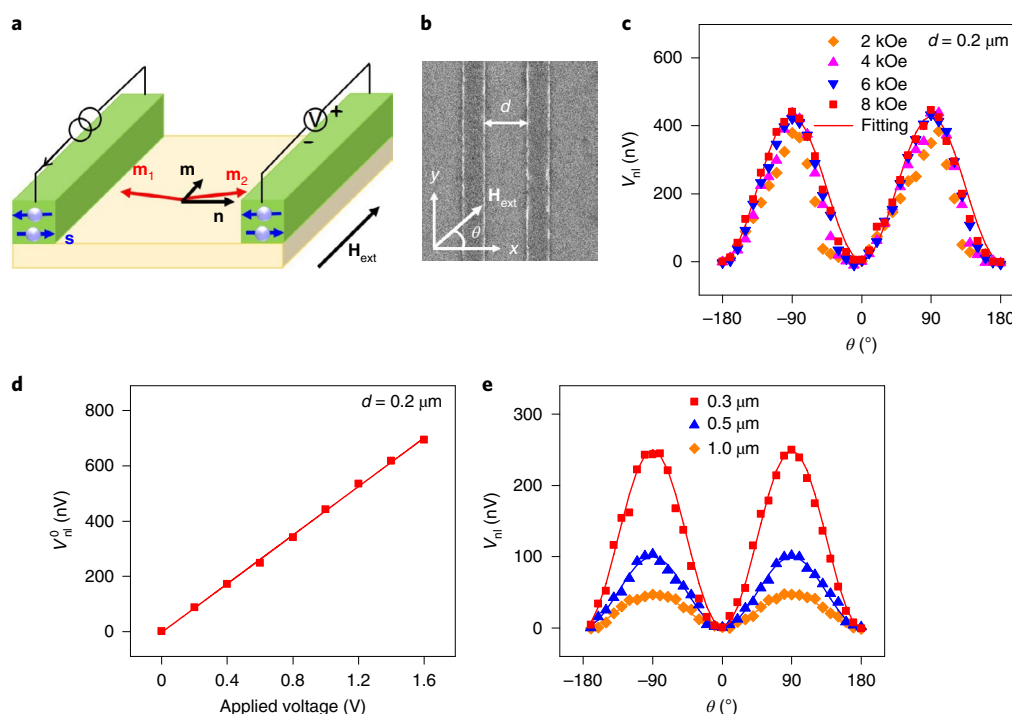 a
V
+
−
m1
m
m2
n
s
Hext
b
d
y
Hext
θ
x
c
600
400
200
0
Vnl (nV)
2 kOe
4 kOe
6 kOe
8 kOe
Fitting
d = 0.2 μm
−180 −90 0 90 180
θ (°)
d
800
600
400
200
0
V0nl (nV)
d = 0.2 μm
0 0.4 0.8 1.2 1.6
Applied voltage (V)
e
300
200
100
0
Vnl (nV)
0.3 μm
0.5 μm
1.0 μm
−180 −90 0 90 180
θ (°)